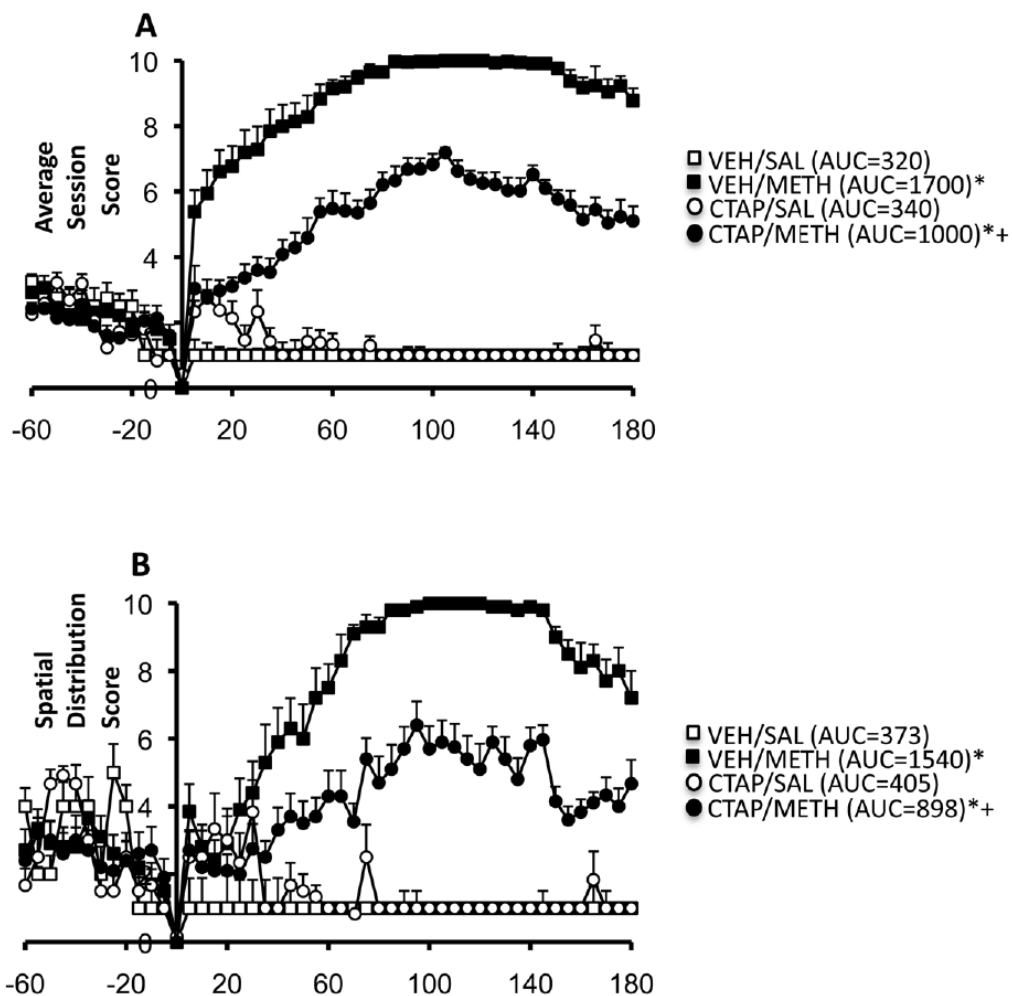 A
10
8
6
4
0
Average
Session
Score
-60 -20 20 60 100 140 180
VEH/SAL (AUC=320)
VEH/METH (AUC=1700)*
CTAP/SAL (AUC=340)
CTAP/METH (AUC=1000)*+
B
10
8
6
4
0
Spatial
Distribution
Score
-60 -20 20 60 100 140 180
VEH/SAL (AUC=373)
VEH/METH (AUC=1540)*
CTAP/SAL (AUC=405)
CTAP/METH (AUC=898)*+